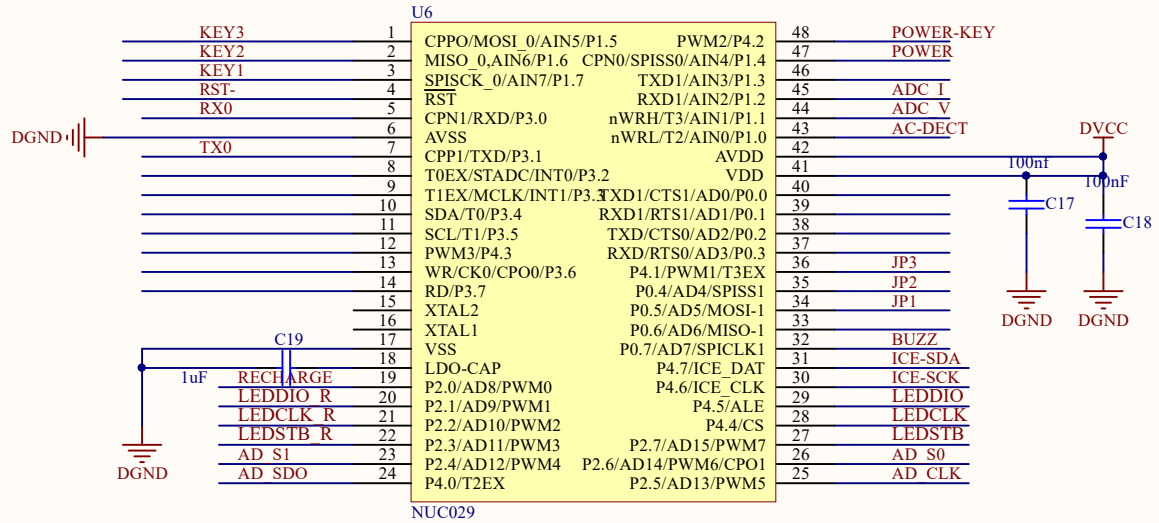 U6
KEY3 1 CPPO/MOSI_0/AIN5/P1.5 PWM2/P4.2 48 POWER-KEY
KEY2 2 MISO_0,AIN6/P1.6 CPN0/SPISS0/AIN4/P1.4 47 POWER
KEY1 3 SPISCK_0/AIN7/P1.7 TXD1/AIN3/P1.3 46
RST- 4 RST RXD1/AIN2/P1.2 45 ADC_I
RX0 5 CPN1/RXD/P3.0 nWRH/T3/AIN1/P1.1 44 ADC_V
DGND 6 AVSS nWRL/T2/AIN0/P1.0 43 AC-DECT DVCC
TX0 7 CPP1/TXD/P3.1 AVDD 42
8 T0EX/STADC/INT0/P3.2 VDD 41 100nf 100nF
9 T1EX/MCLK/INT1/P3.3 TXD1/CTS1/AD0/P0.0 40
10 SDA/T0/P3.4 RXD1/RTS1/AD1/P0.1 39 C17
11 SCL/T1/P3.5 TXD/CTS0/AD2/P0.2 38 C18
12 PWM3/P4.3 RXD/RTS0/AD3/P0.3 37
13 WR/CK0/CPO0/P3.6 P4.1/PWM1/T3EX 36 JP3
14 RD/P3.7 P0.4/AD4/SPISS1 35 JP2
15 XTAL2 P0.5/AD5/MOSI-1 34 JP1 DGND DGND
16 XTAL1 P0.6/AD6/MISO-1 33
C19 17 VSS P0.7/AD7/SPICLK1 32 BUZZ
1uF 18 LDO-CAP P4.7/ICE_DAT 31 ICE-SDA
RECHARGE 19 P2.0/AD8/PWM0 P4.6/ICE_CLK 30 ICE-SCK
LEDDIO_R 20 P2.1/AD9/PWM1 P4.5/ALE 29 LEDDIO
LEDCLK_R 21 P2.2/AD10/PWM2 P4.4/CS 28 LEDCLK
LEDSTB_R 22 P2.3/AD11/PWM3 P2.7/AD15/PWM7 27 LEDSTB
DGND AD_S1 23 P2.4/AD12/PWM4 P2.6/AD14/PWM6/CPO1 26 AD_S0
AD_SDO 24 P4.0/T2EX P2.5/AD13/PWM5 25 AD_CLK
NUC029